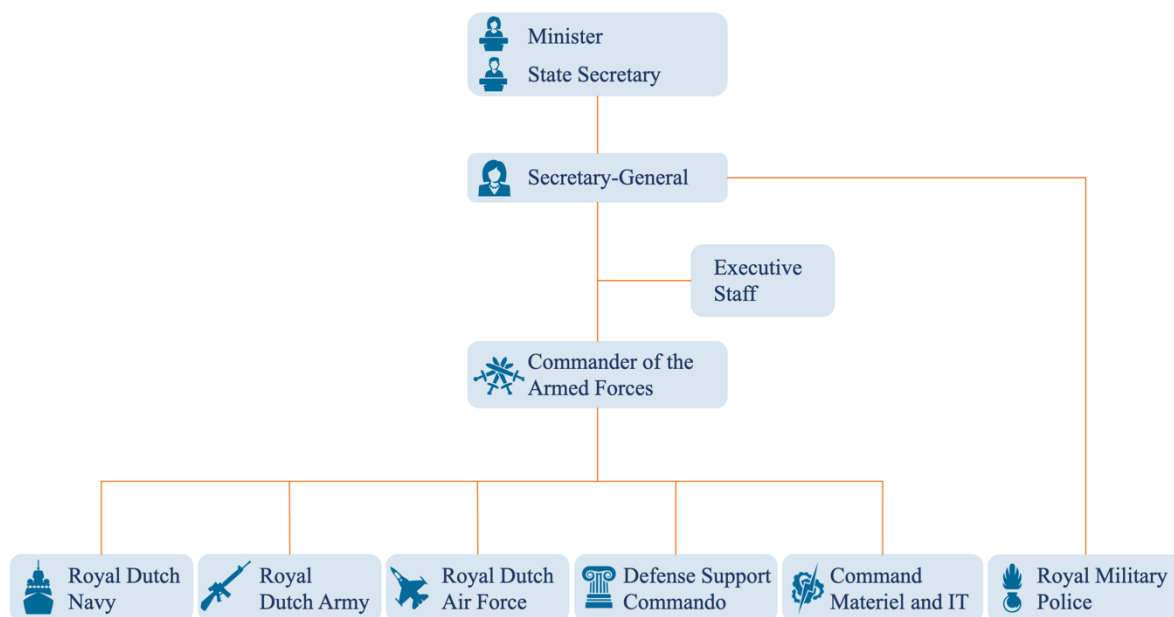 Minister
State Secretary
Secretary-General
Executive
Staff
Commander of the
Armed Forces
Royal Dutch
Navy
Royal
Dutch Army
Royal Dutch
Air Force
Defense Support
Commando
Command
Materiel and IT
Royal Military
Police